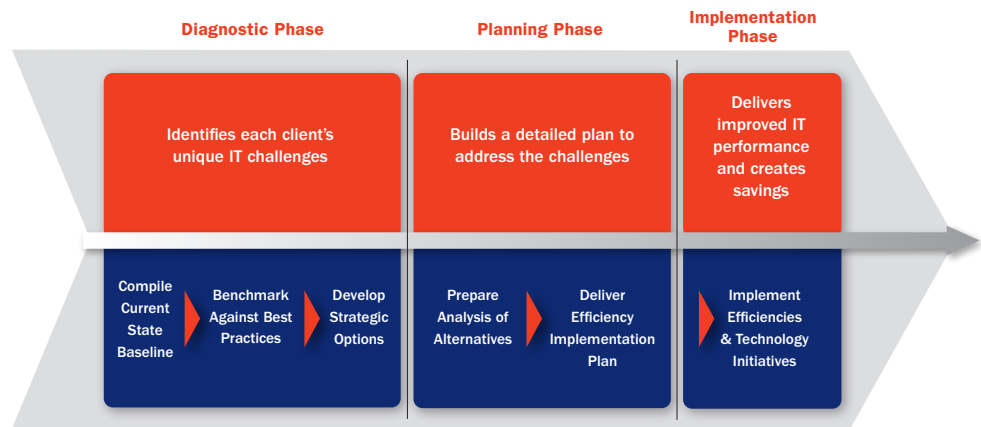 Diagnostic Phase
Planning Phase
Implementation
Phase
Identifies each client’s
unique IT challenges
Builds a detailed plan to
address the challenges
Delivers
improved IT
performance
and creates
savings
Compile
Current
State
Baseline
Benchmark
Against Best
Practices
Develop
Strategic
Options
Prepare
Analysis of
Alternatives
Deliver
Efficiency
Implementation
Plan
Implement
Efficiencies
& Technology
Initiatives